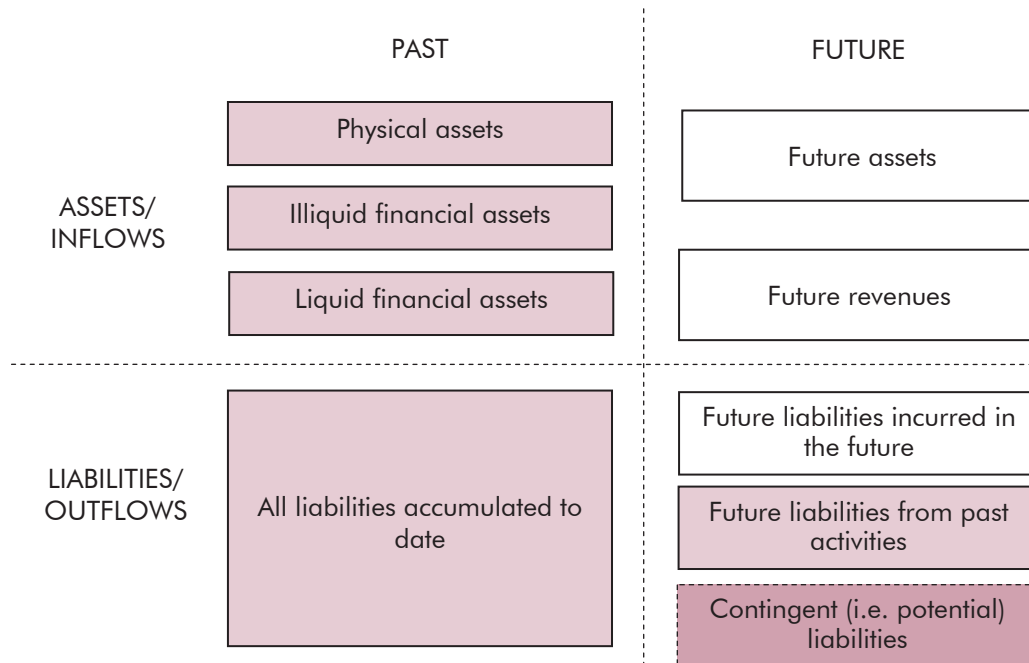 PAST
FUTURE
Physical assets
Future assets
ASSETS/
INFLOWS
Illiquid financial assets
Liquid financial assets
Future revenues
LIABILITIES/
OUTFLOWS
All liabilities accumulated to
date
Future liabilities incurred in
the future
Future liabilities from past
activities
Contingent (i.e. potential)
liabilities